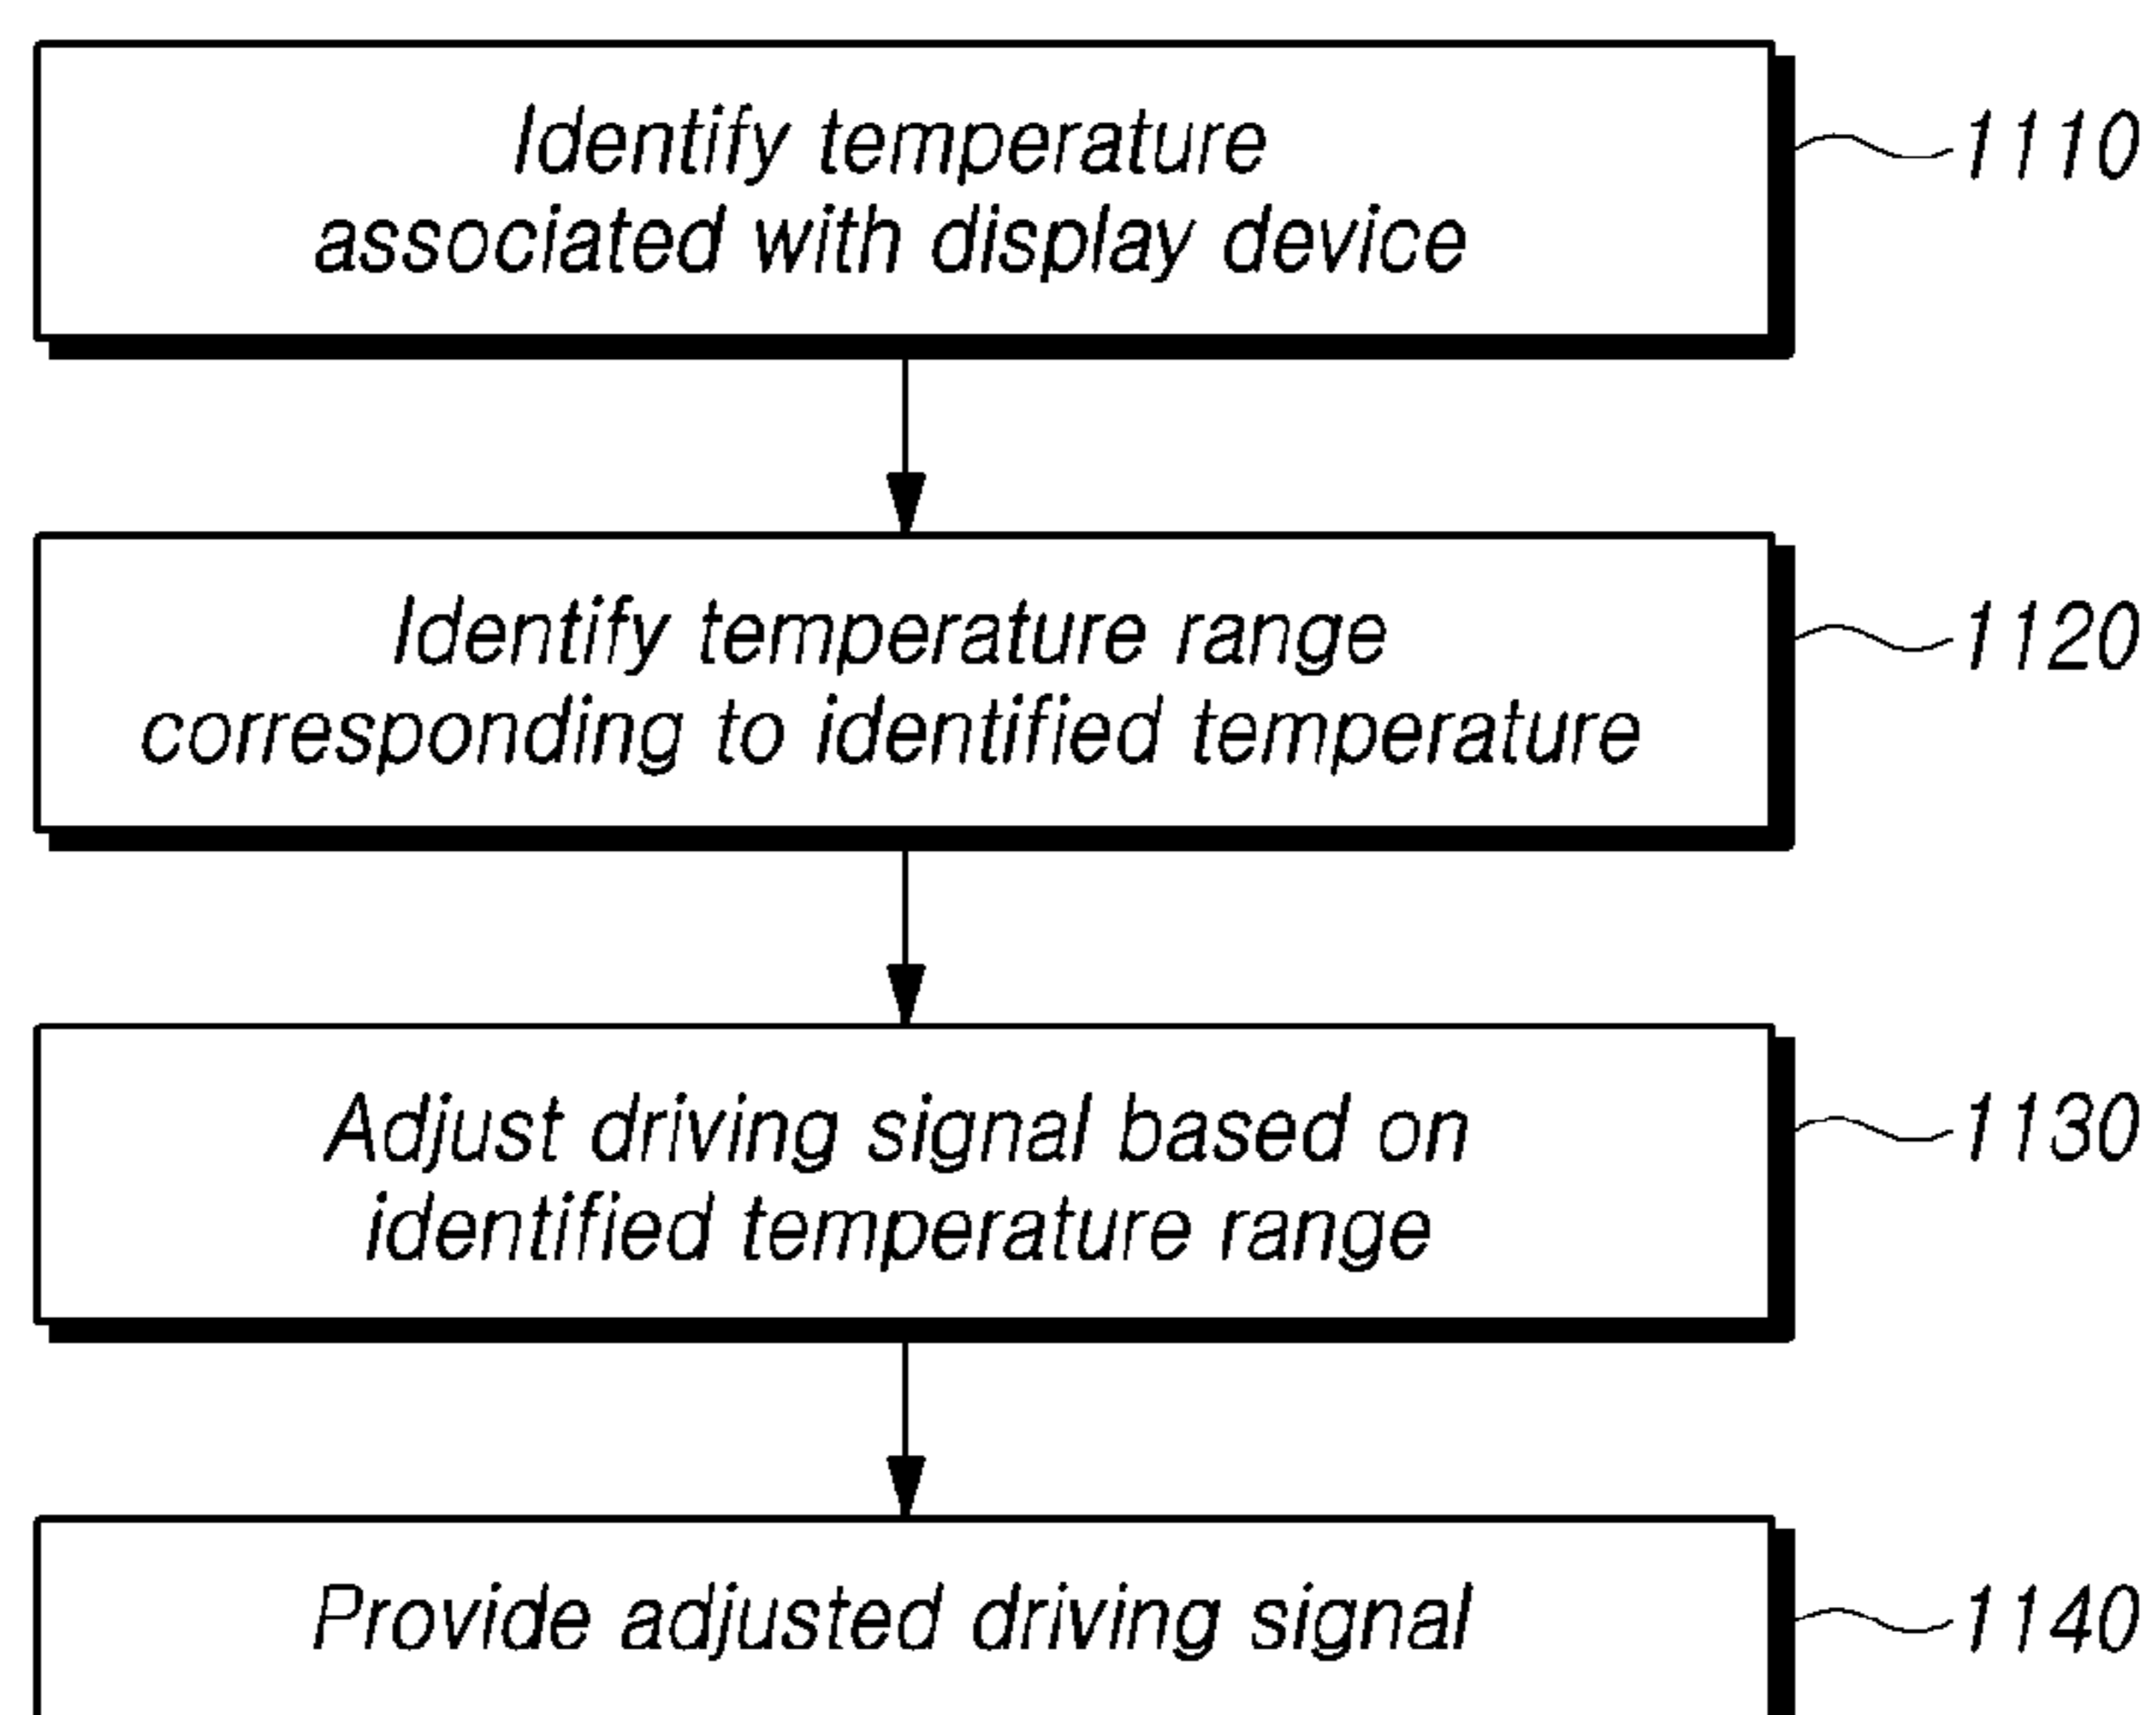 Identify temperature
associated with display device
1110
Identify temperature range
corresponding to identified temperature
1120
Adjust driving signal based on
identified temperature range
1130
Provide adjusted driving signal
1140